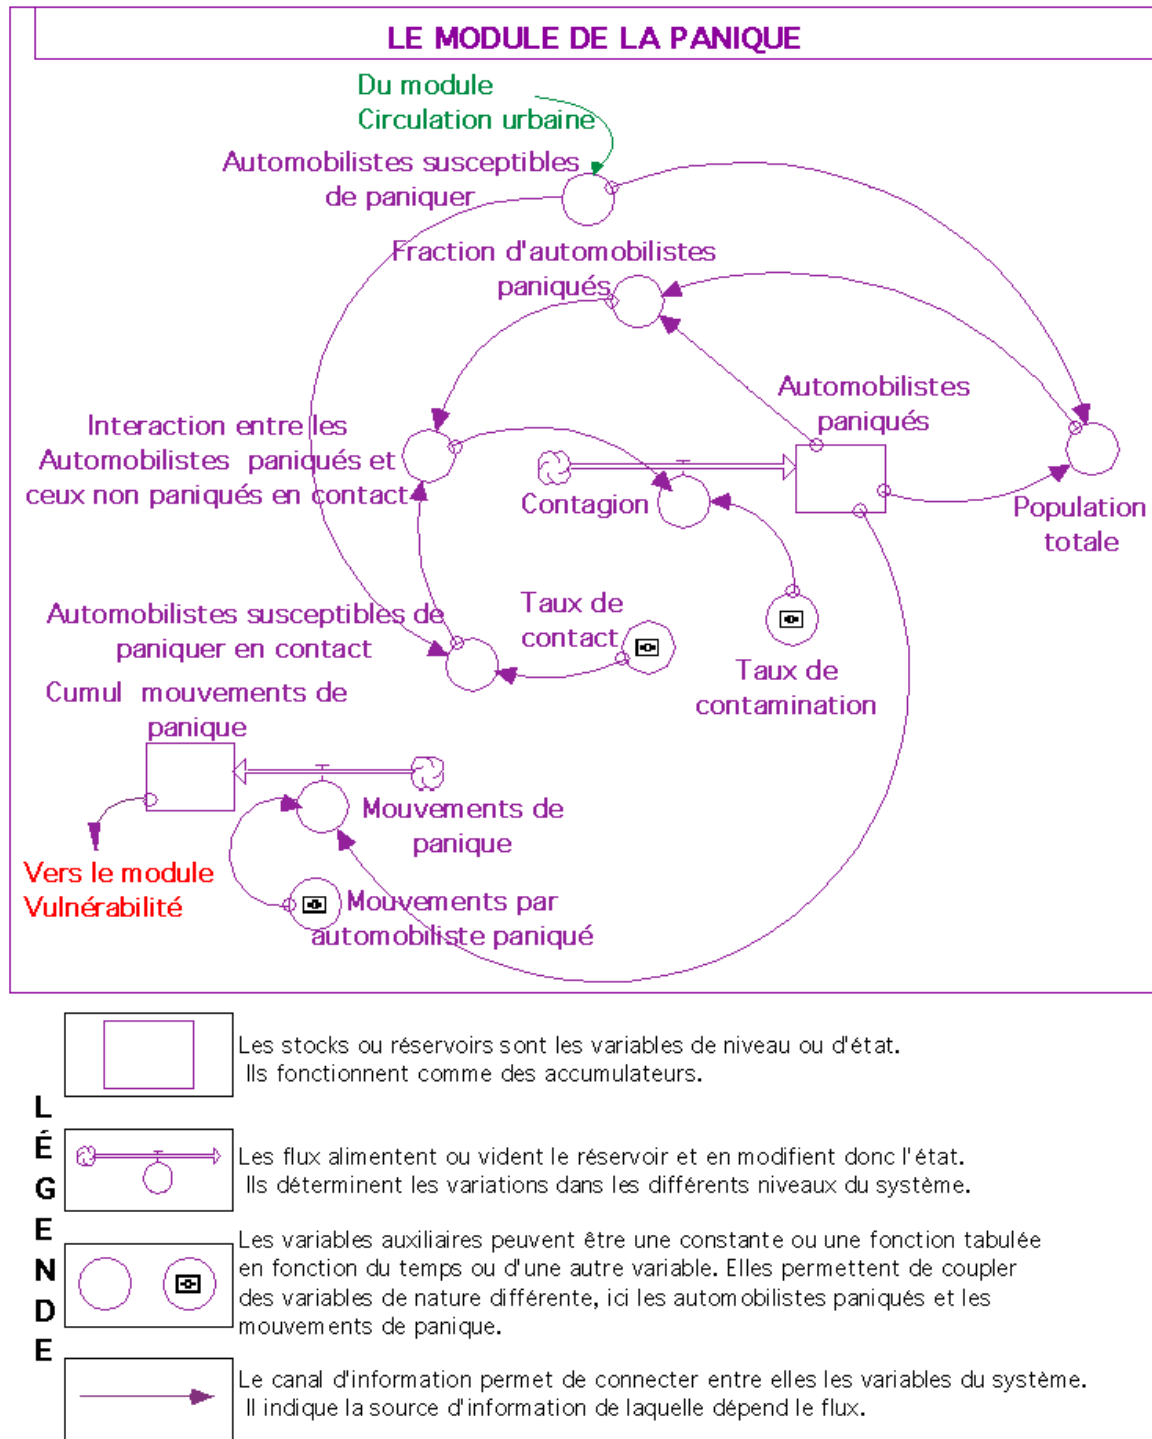 LE MODULE DE LA PANIQUE
Du module
Circulation urbaine
Automobilistes susceptibles
de paniquer
Fraction d'automobilistes
paniqués
Automobilistes
paniqués
Interaction entre les
Automobilistes paniqués et
ceux non paniqués en contact
Contagion
Population
totale
Automobilistes susceptibles de
paniquer en contact
Taux de
contact
Taux de
contamination
Cumul mouvements de
panique
Mouvements de
panique
Vers le module
Vulnérabilité
Mouvements par
automobiliste paniqué
LÉGENDE
Les stocks ou réservoirs sont les variables de niveau ou d'état.
Ils fonctionnent comme des accumulateurs.
Les flux alimentent ou vident le réservoir et en modifient donc l'état.
Ils déterminent les variations dans les différents niveaux du système.
Les variables auxiliaires peuvent être une constante ou une fonction tabulée
en fonction du temps ou d'une autre variable. Elles permettent de coupler
des variables de nature différente, ici les automobilistes paniqués et les
mouvements de panique.
Le canal d'information permet de connecter entre elles les variables du système.
Il indique la source d'information de laquelle dépend le flux.